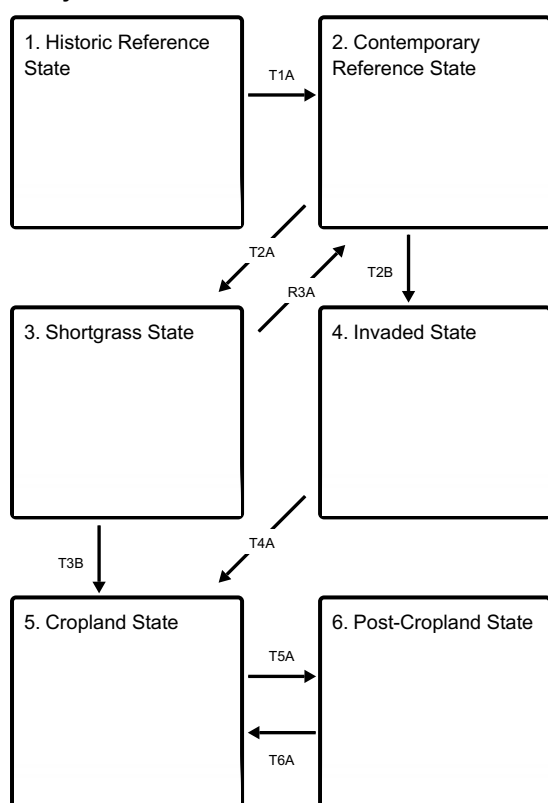 1. Historic Reference
State
T1A
2. Contemporary
Reference State
T2A
R3A
T2B
3. Shortgrass State
4. Invaded State
T3B
T4A
5. Cropland State
T5A
T6A
6. Post-Cropland State